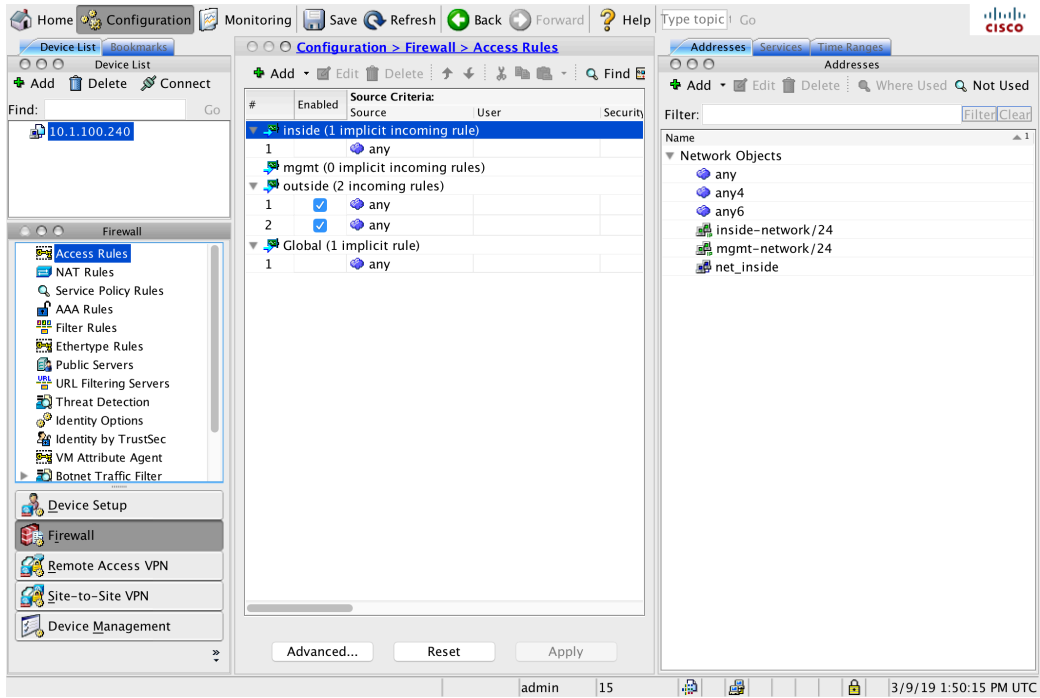 Home Configuration Monitoring Save Refresh Back Forward Help Type topic Go
cisco
Device List Bookmarks
Device List
Add Delete Connect
Find: Go
10.1.100.240
Firewall
Access Rules
NAT Rules
Service Policy Rules
AAA Rules
Filter Rules
Ethertype Rules
Public Servers
URL Filtering Servers
Threat Detection
Identity Options
Identity by TrustSec
VM Attribute Agent
Botnet Traffic Filter
Device Setup
Firewall
Remote Access VPN
Site-to-Site VPN
Device Management
»
Configuration > Firewall > Access Rules
Add Edit Delete Find
# Enabled Source Criteria:
Source User Security
inside (1 implicit incoming rule)
1 any
mgmt (0 implicit incoming rules)
outside (2 incoming rules)
1 any
2 any
Global (1 implicit rule)
1 any
Advanced... Reset Apply
Addresses Services Time Ranges
Addresses
Add Edit Delete Where Used Not Used
Filter: Filter Clear
Name 1
Network Objects
any
any4
any6
inside-network/24
mgmt-network/24
net_inside
admin 15 3/9/19 1:50:15 PM UTC